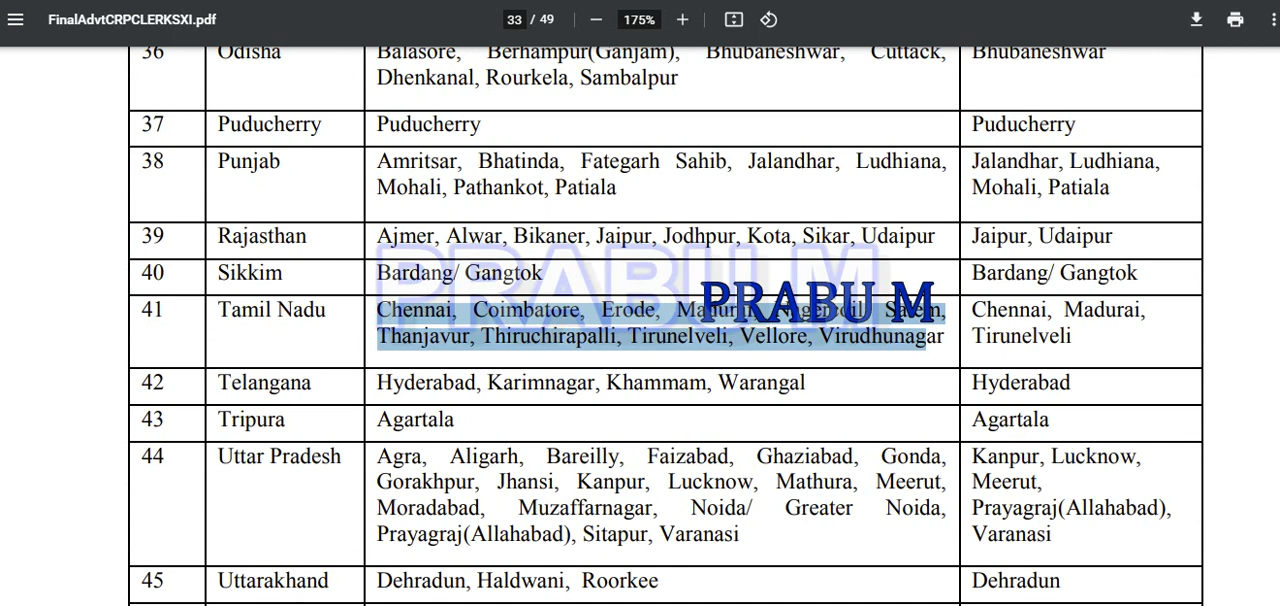 FinalAdvtCRPCLERKSXI.pdf 33 / 49 175%
36 Odisha Balasore, Berhampur(Ganjam), Bhubaneshwar, Cuttack, Bhubaneshwar
Dhenkanal, Rourkela, Sambalpur
37 Puducherry Puducherry Puducherry
38 Punjab Amritsar, Bhatinda, Fategarh Sahib, Jalandhar, Ludhiana, Jalandhar, Ludhiana,
Mohali, Pathankot, Patiala Mohali, Patiala
39 Rajasthan Ajmer, Alwar, Bikaner, Jaipur, Jodhpur, Kota, Sikar, Udaipur Jaipur, Udaipur
PRABU M
40 Sikkim Bardang/ Gangtok Bardang/ Gangtok
PRABU M
41 Tamil Nadu Chennai, Coimbatore, Erode, Madurai, Nagercoil, Salem, Chennai, Madurai,
Thanjavur, Thiruchirapalli, Tirunelveli, Vellore, Virudhunagar Tirunelveli
42 Telangana Hyderabad, Karimnagar, Khammam, Warangal Hyderabad
43 Tripura Agartala Agartala
44 Uttar Pradesh Agra, Aligarh, Bareilly, Faizabad, Ghaziabad, Gonda, Kanpur, Lucknow,
Gorakhpur, Jhansi, Kanpur, Lucknow, Mathura, Meerut, Meerut,
Moradabad, Muzaffarnagar, Noida/ Greater Noida, Prayagraj(Allahabad),
Prayagraj(Allahabad), Sitapur, Varanasi Varanasi
45 Uttarakhand Dehradun, Haldwani, Roorkee Dehradun